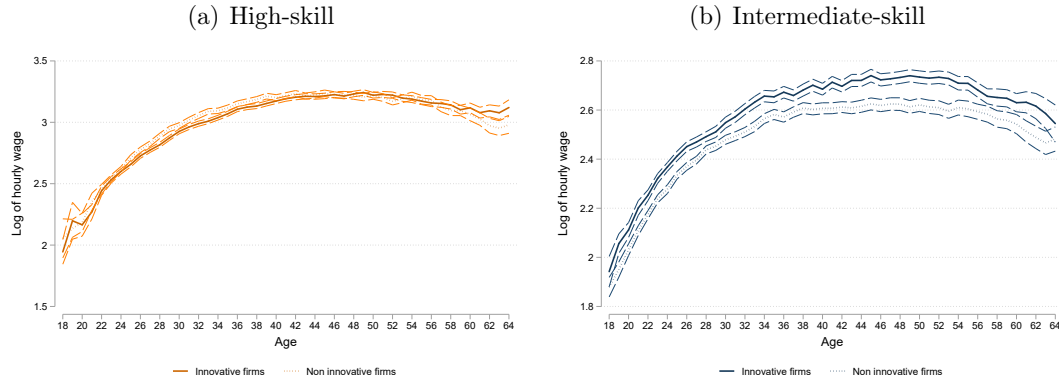 (a) High-skill
3.5
3
2.5
2
1.5
Log of hourly wage
18 20 22 24 26 28 30 32 34 36 38 40 42 44 46 48 50 52 54 56 58 60 62 64
Age
Innovative firms Non innovative firms
(b) Intermediate-skill
2.8
2.6
2.4
2.2
2
1.8
Log of hourly wage
18 20 22 24 26 28 30 32 34 36 38 40 42 44 46 48 50 52 54 56 58 60 62 64
Age
Innovative firms Non innovative firms